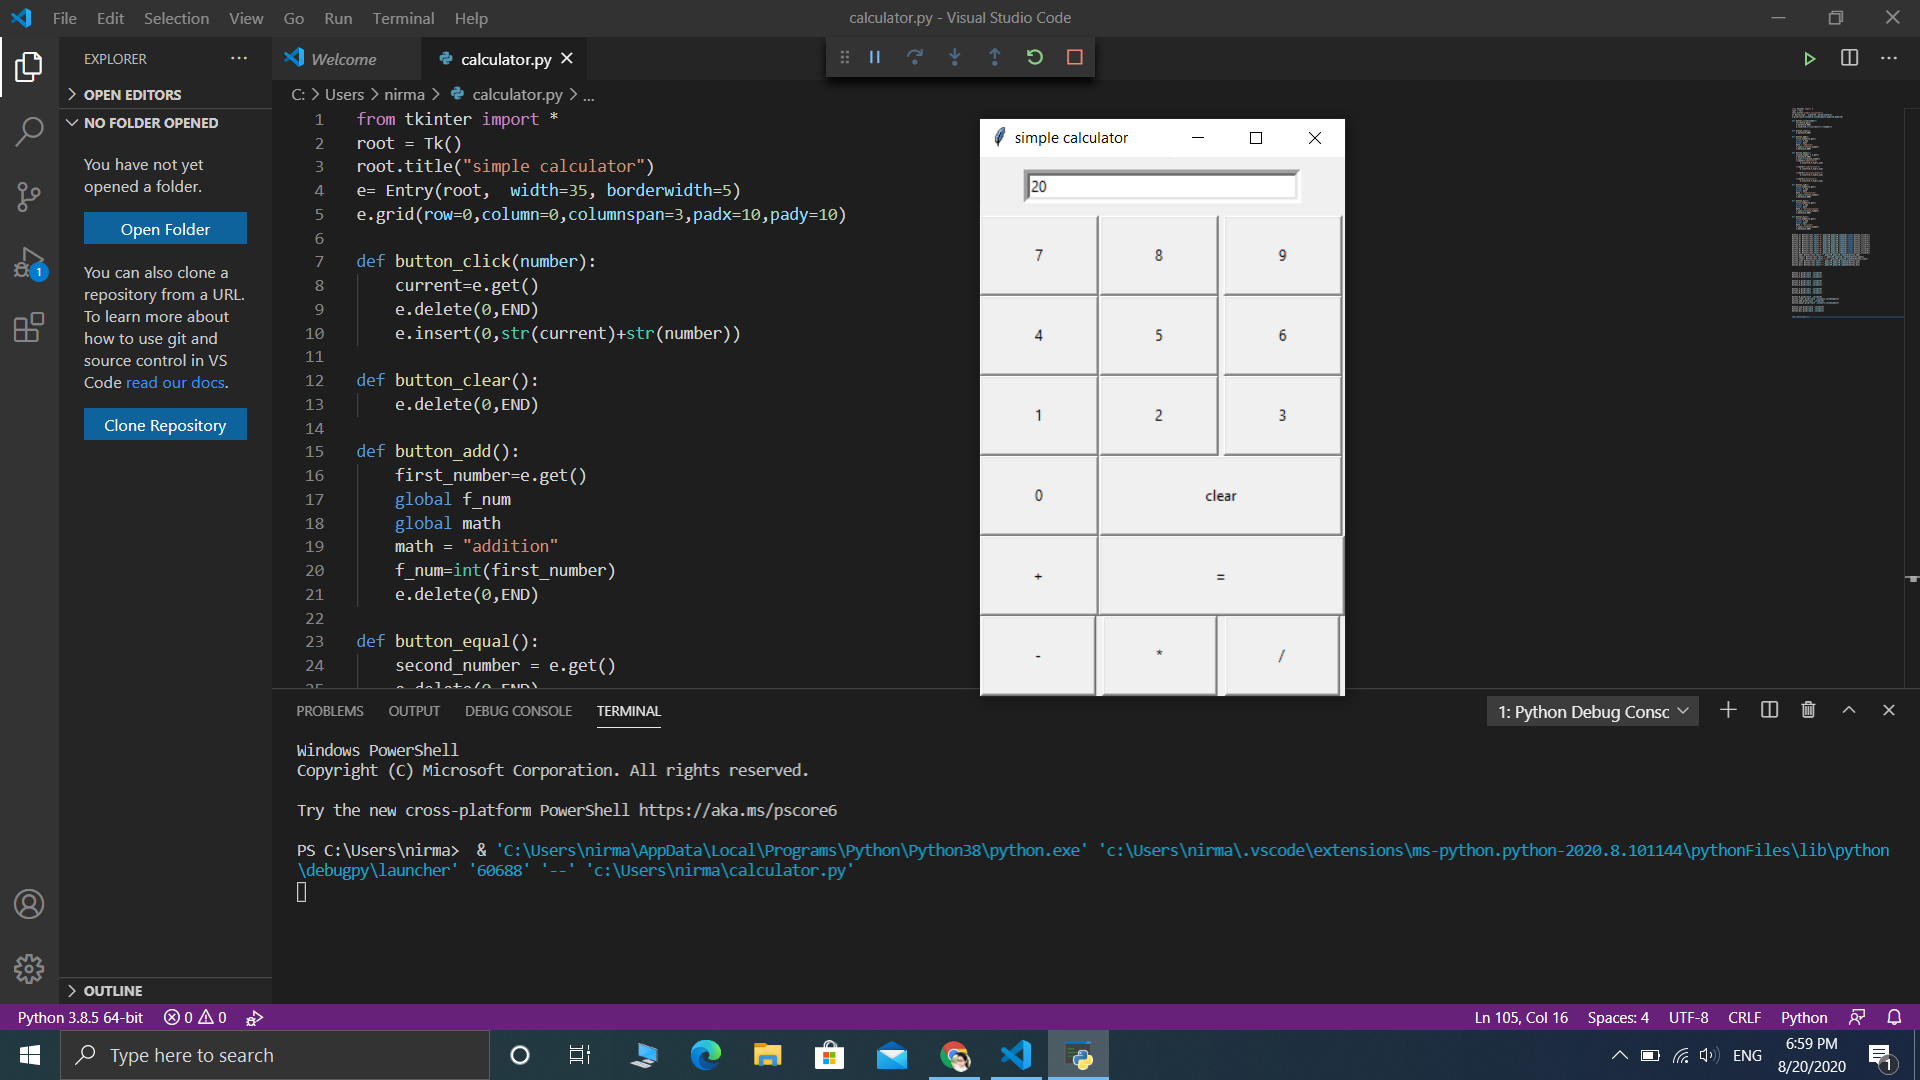 File Edit Selection View Go Run Terminal Help
calculator.py - Visual Studio Code
EXPLORER
OPEN EDITORS
NO FOLDER OPENED
You have not yet
opened a folder.
Open Folder
You can also clone a
repository from a URL.
To learn more about
how to use git and
source control in VS
Code read our docs.
Clone Repository
OUTLINE
1
Welcome
calculator.py
C: > Users > nirma > calculator.py > ...
1 from tkinter import *
2 root = Tk()
3 root.title("simple calculator")
4 e= Entry(root,  width=35, borderwidth=5)
5 e.grid(row=0,column=0,columnspan=3,padx=10,pady=10)
6
7 def button_click(number):
8     current=e.get()
9     e.delete(0,END)
10     e.insert(0,str(current)+str(number))
11
12 def button_clear():
13     e.delete(0,END)
14
15 def button_add():
16     first_number=e.get()
17     global f_num
18     global math
19     math = "addition"
20     f_num=int(first_number)
21     e.delete(0,END)
22
23 def button_equal():
24     second_number = e.get()
simple calculator
20
7 8 9
4 5 6
1 2 3
0 clear
+ =
- * /
PROBLEMS OUTPUT DEBUG CONSOLE TERMINAL
1: Python Debug Consc
Windows PowerShell
Copyright (C) Microsoft Corporation. All rights reserved.
Try the new cross-platform PowerShell https://aka.ms/pscore6
PS C:\Users\nirma>  & 'C:\Users\nirma\AppData\Local\Programs\Python\Python38\python.exe' 'c:\Users\nirma\.vscode\extensions\ms-python.python-2020.8.101144\pythonFiles\lib\python
\debugpy\launcher' '60688' '--' 'c:\Users\nirma\calculator.py'
Python 3.8.5 64-bit 0 0
Ln 105, Col 16 Spaces: 4 UTF-8 CRLF Python
Type here to search
ENG
6:59 PM
8/20/2020
1